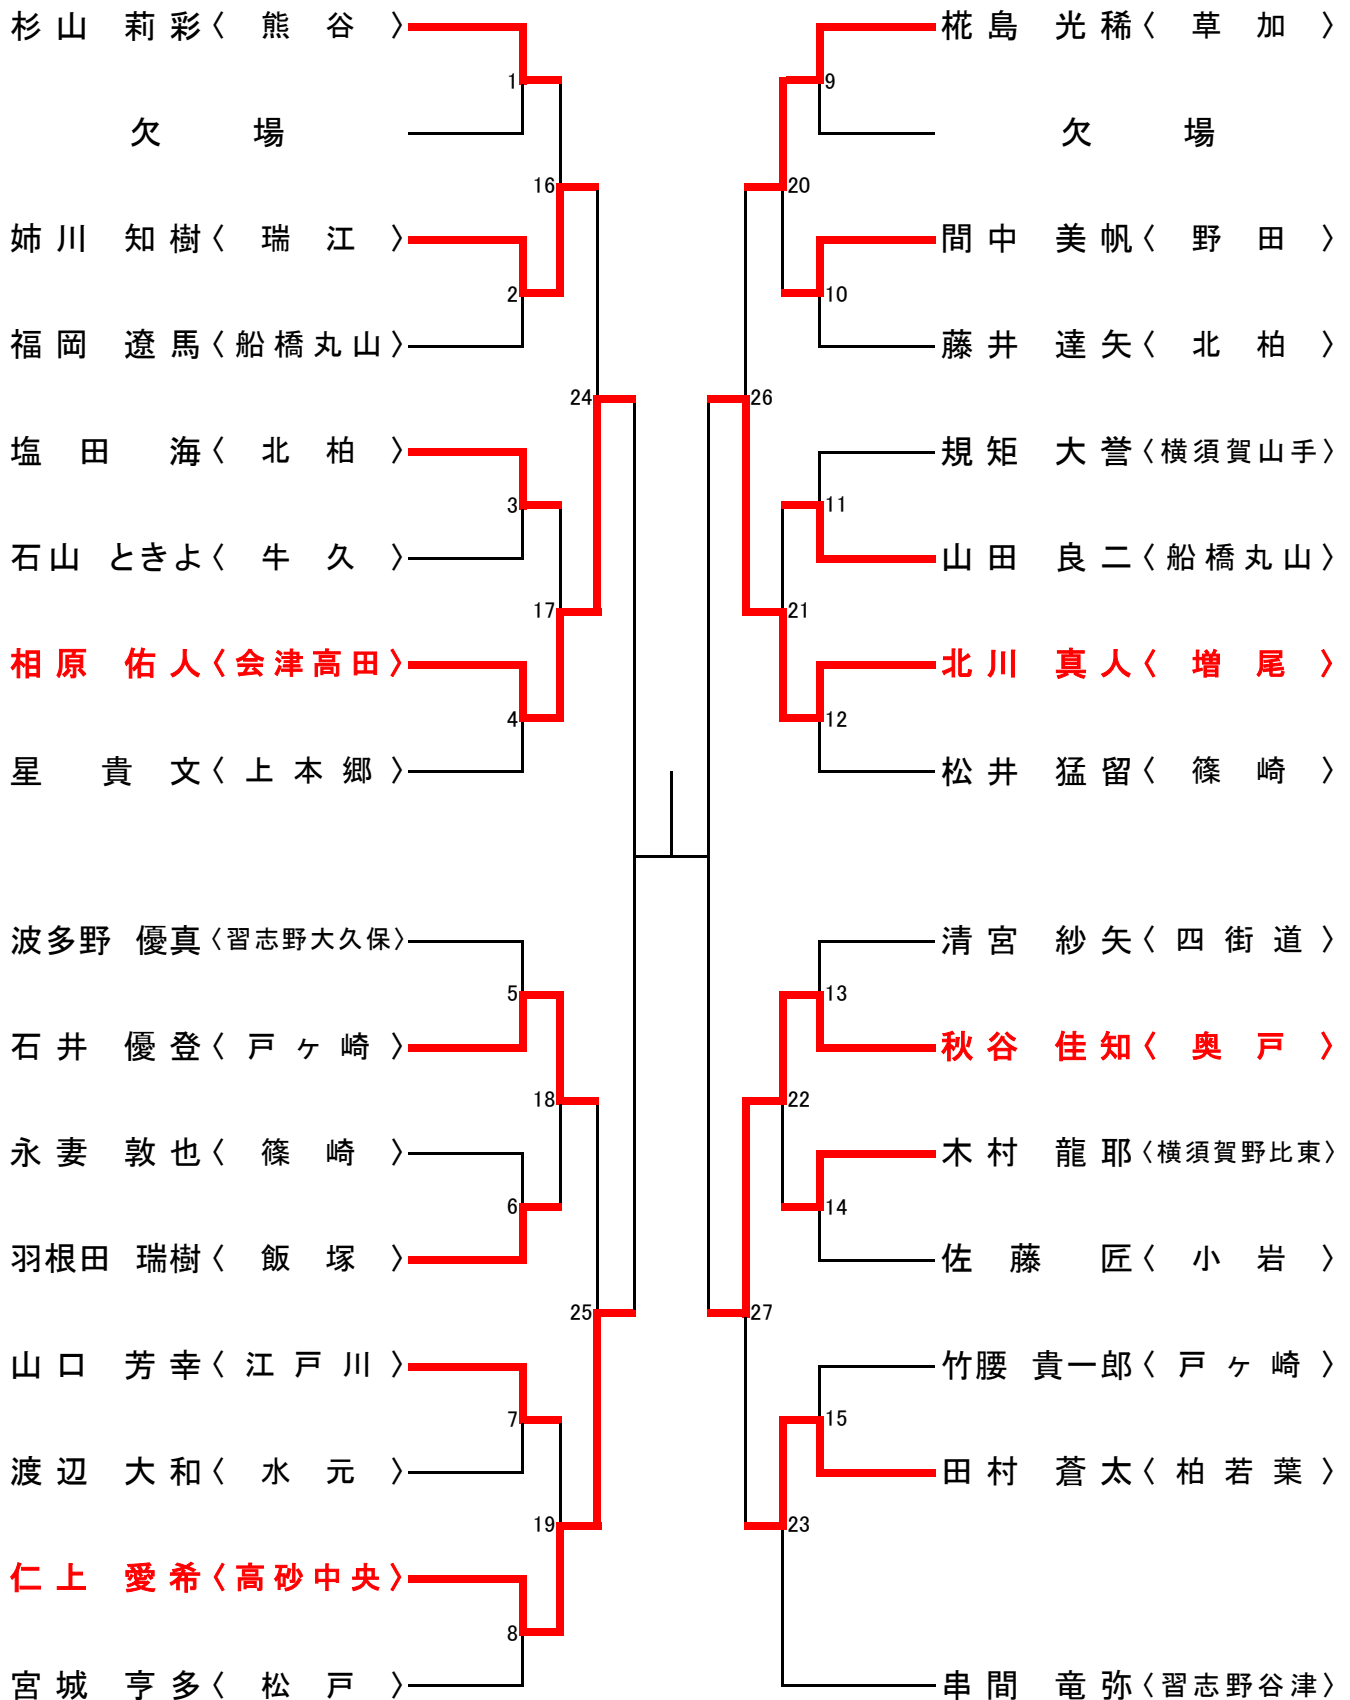 杉山 莉彩〈 熊谷 〉
1
欠 場
16
姉川 知樹〈 瑞江 〉
2
福岡 遼馬〈船橋丸山〉
24
塩田 海〈 北柏 〉
3
石山 ときよ〈 牛久 〉
17
相原 佑人〈会津高田〉
4
星 貴文〈上本郷〉
波多野 優真〈習志野大久保〉
5
石井 優登〈戸ヶ崎〉
18
永妻 敦也〈 篠崎 〉
6
羽根田 瑞樹〈 飯塚 〉
25
山口 芳幸〈江戸川〉
7
渡辺 大和〈 水元 〉
19
仁上 愛希〈高砂中央〉
8
宮城 亨多〈 松戸 〉
椛島 光稀〈 草加 〉
9
欠 場
20
間中 美帆〈 野田 〉
10
藤井 達矢〈 北柏 〉
26
規矩 大誉〈横須賀山手〉
11
山田 良二〈船橋丸山〉
21
北川 真人〈 増尾 〉
12
松井 猛留〈 篠崎 〉
清宮 紗矢〈四街道〉
13
秋谷 佳知〈 奥戸 〉
22
木村 龍耶〈横須賀野比東〉
14
佐藤 匠〈 小岩 〉
27
竹腰 貴一郎〈戸ヶ崎〉
15
田村 蒼太〈柏若葉〉
23
串間 竜弥〈習志野谷津〉